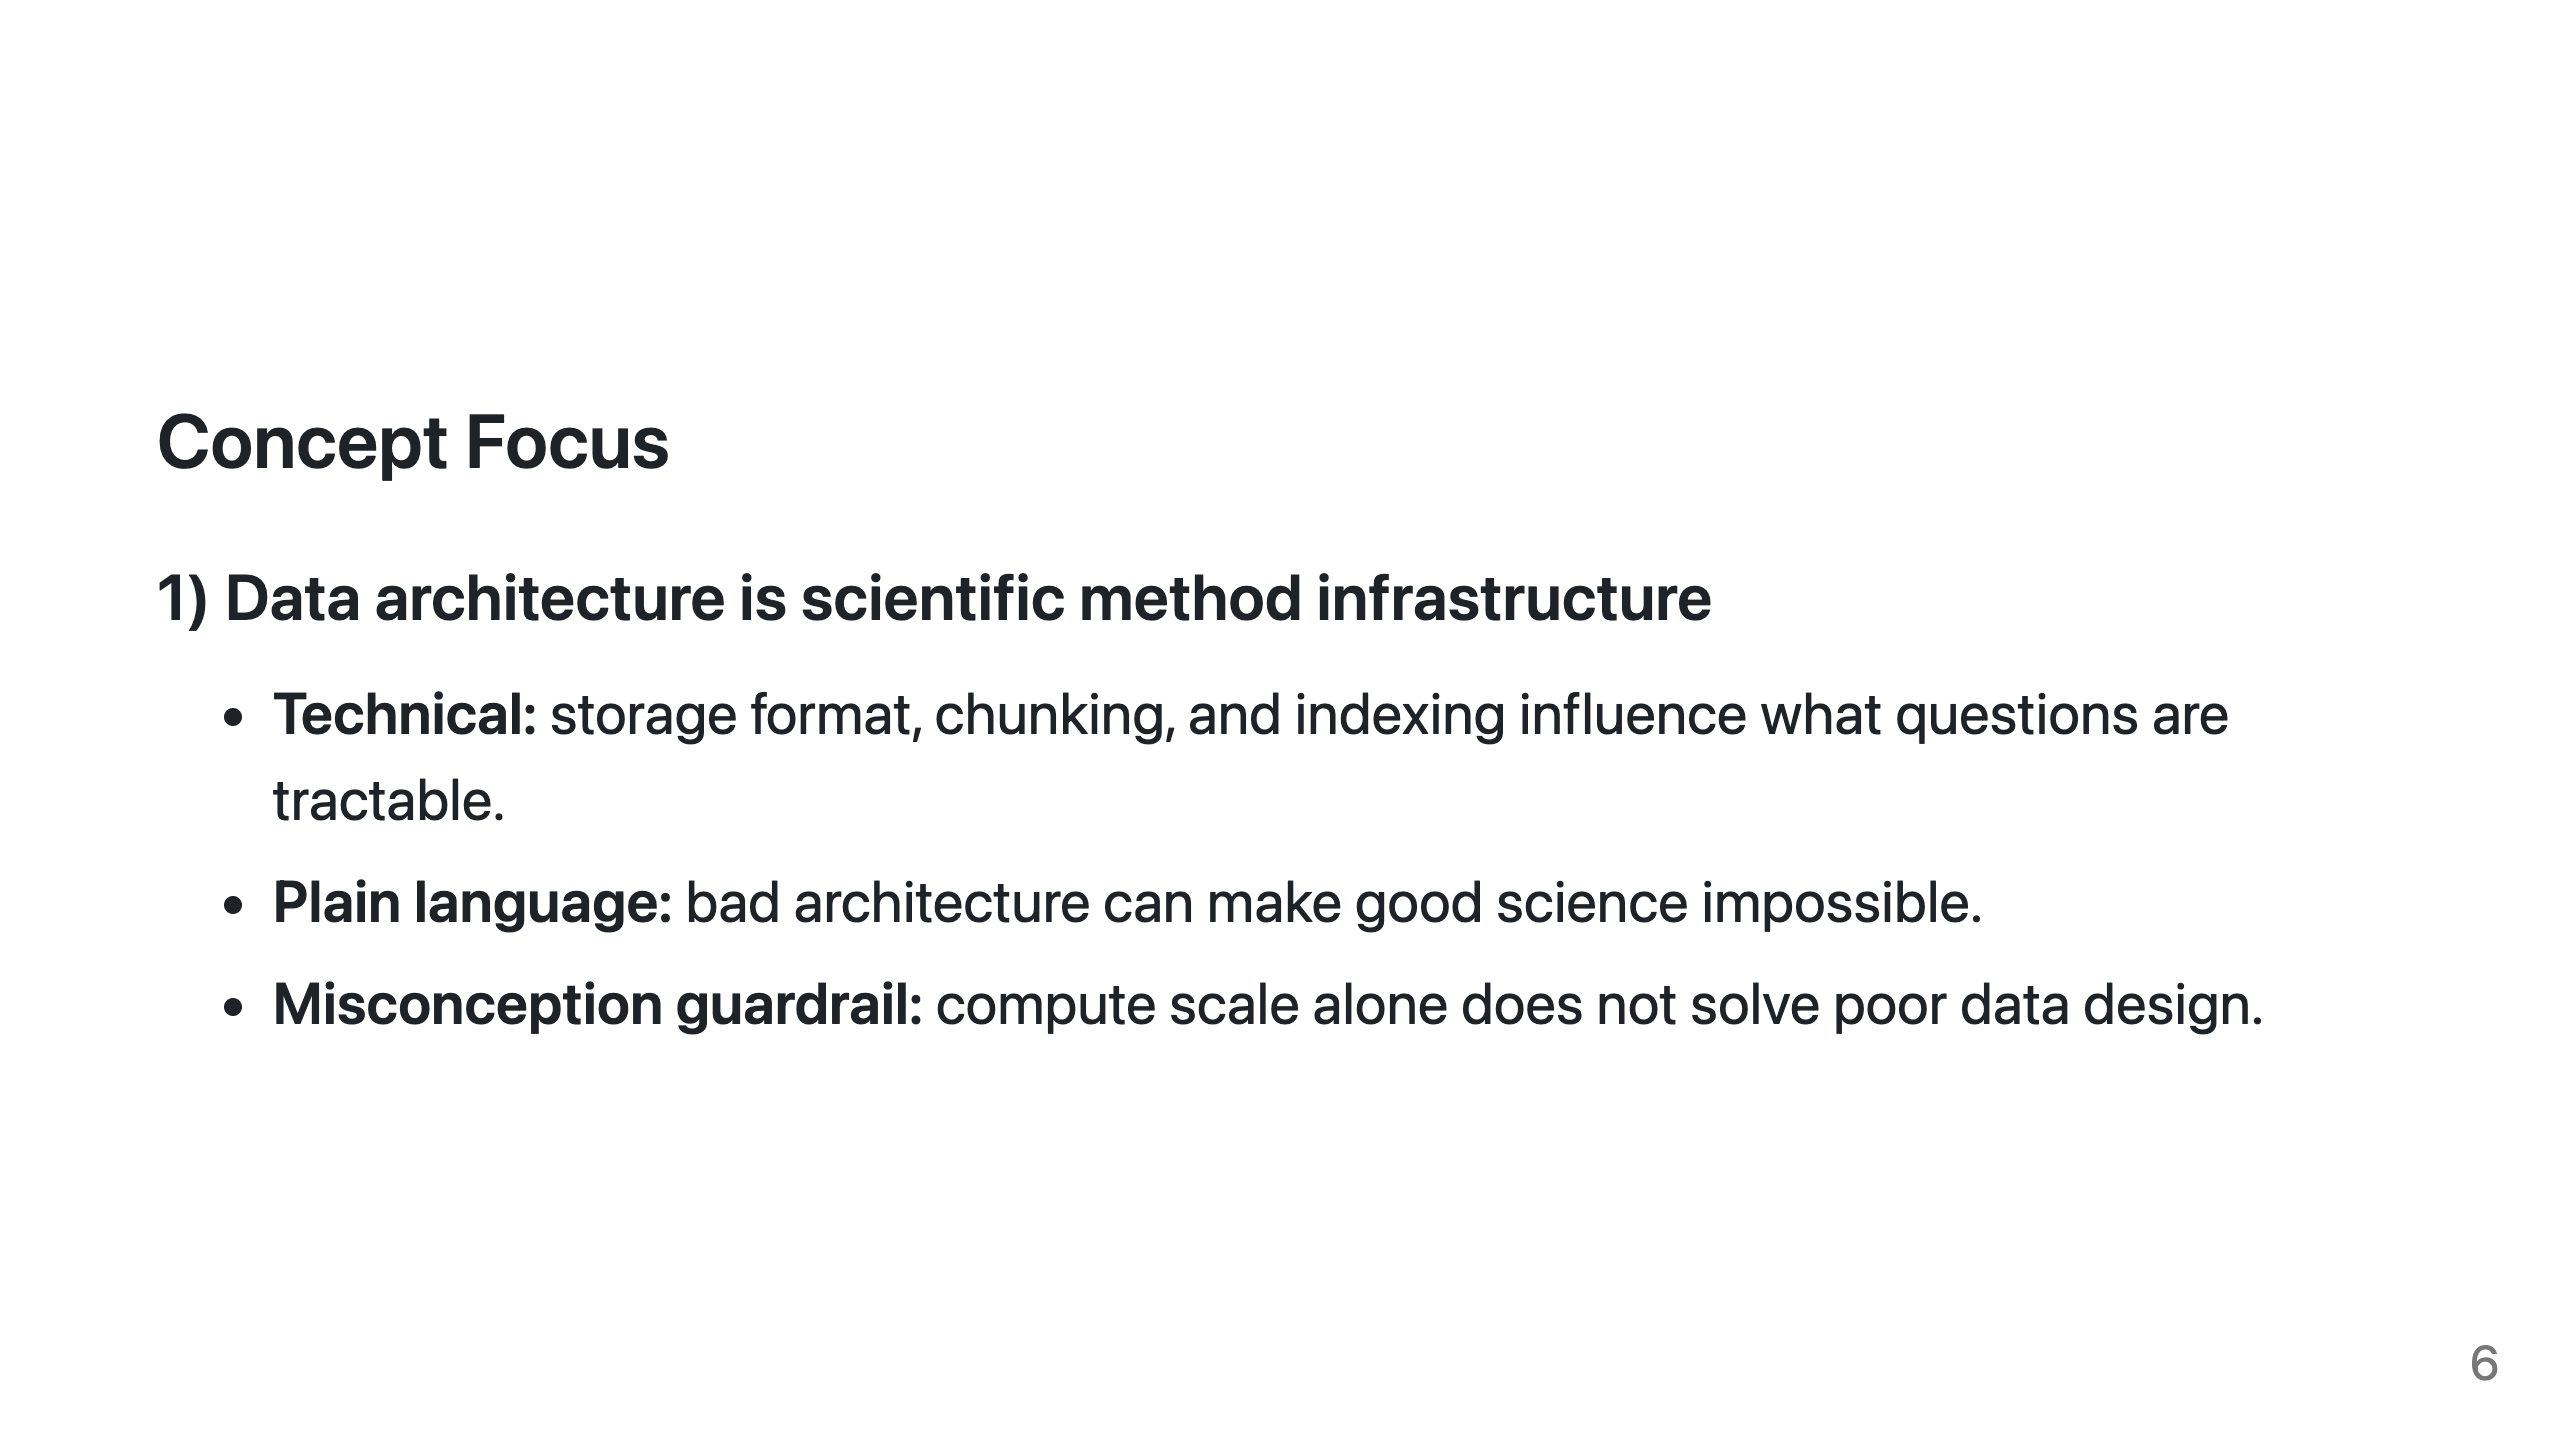 Concept Focus
1) Data architecture is scientific method infrastructure
• Technical: storage format, chunking, and indexing influence what questions are
tractable.
• Plain language: bad architecture can make good science impossible.
• Misconception guardrail: compute scale alone does not solve poor data design.
6